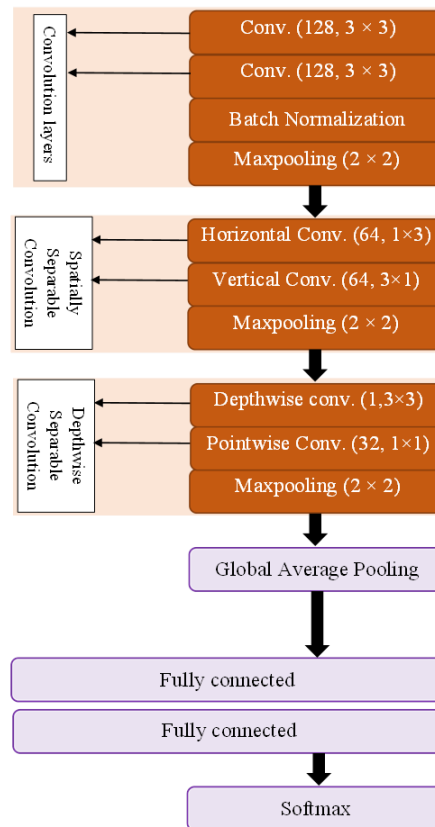 Conv. (128, 3 × 3)
Conv. (128, 3 × 3)
Batch Normalization
Maxpooling (2 × 2)
Convolution layers
Horizontal Conv. (64, 1×3)
Vertical Conv. (64, 3×1)
Maxpooling (2 × 2)
Spatially
Separable
Convolution
Depthwise conv. (1,3×3)
Pointwise Conv. (32, 1×1)
Maxpooling (2 × 2)
Depthwise
Separable
Convolution
Global Average Pooling
Fully connected
Fully connected
Softmax